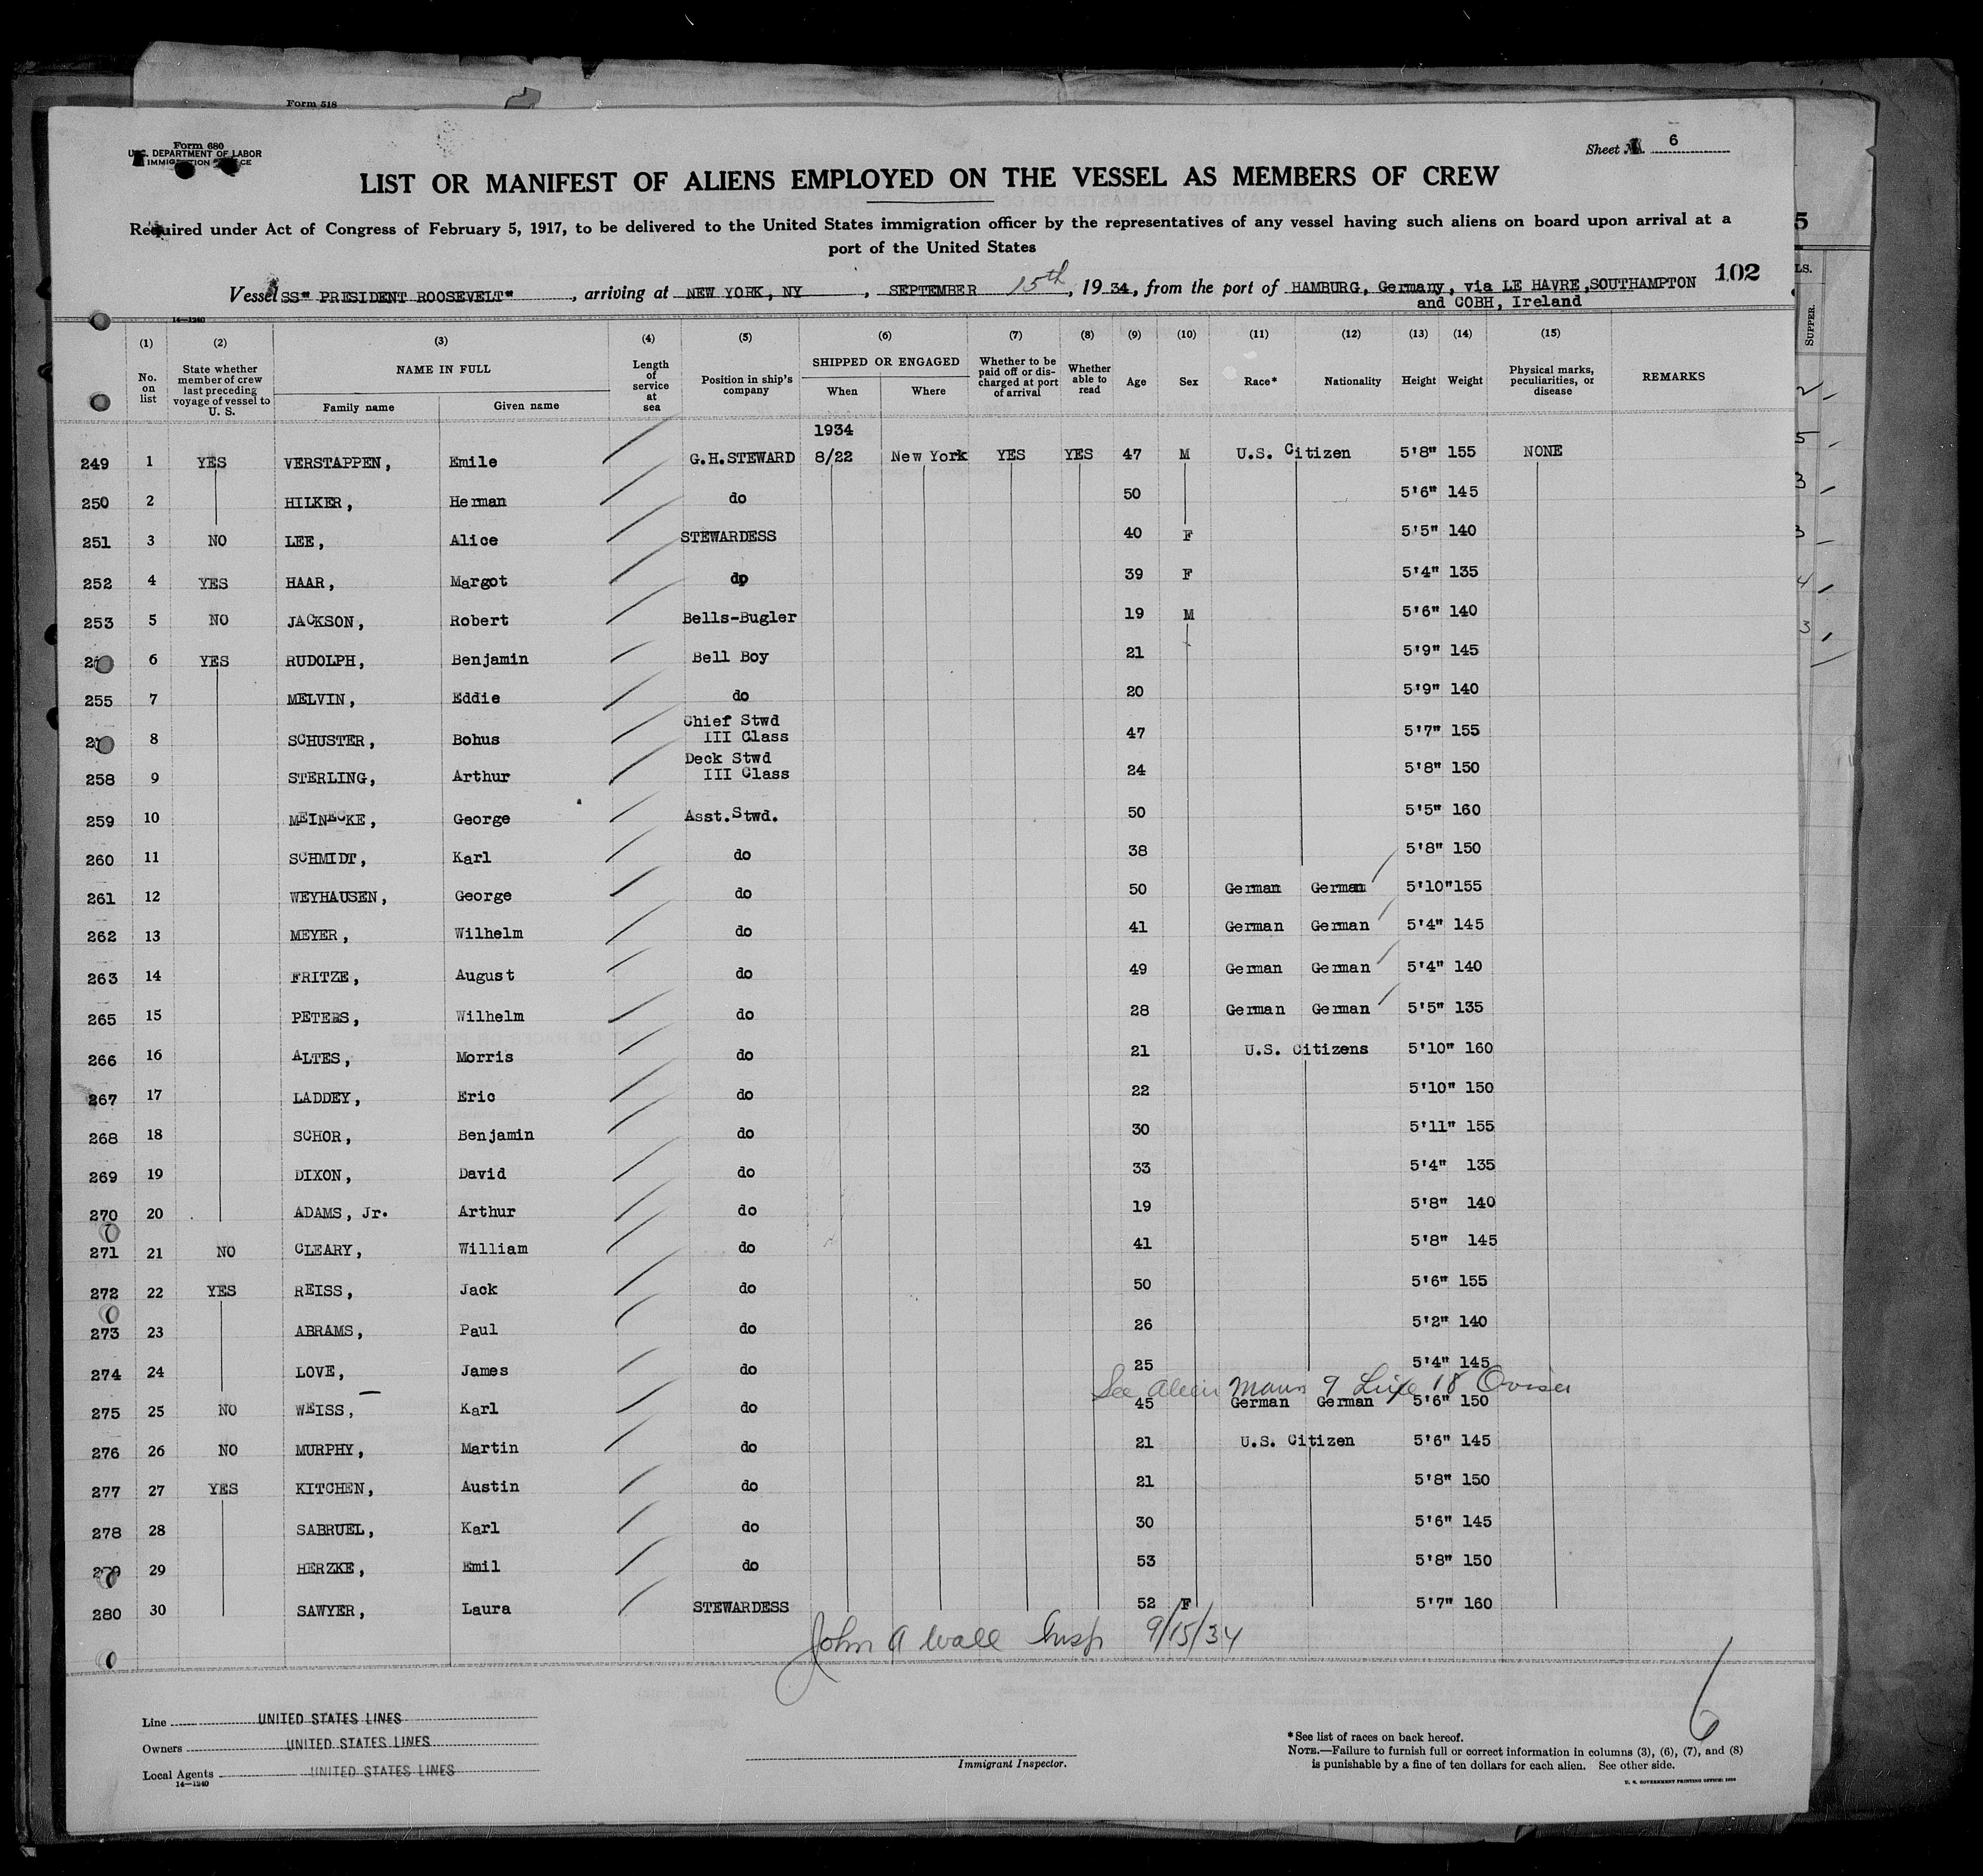 Form 518
Form 680
U.S. DEPARTMENT OF LABOR
IMMIGRATION SERVICE
Sheet No. 6
LIST OR MANIFEST OF ALIENS EMPLOYED ON THE VESSEL AS MEMBERS OF CREW
Required under Act of Congress of February 5, 1917, to be delivered to the United States immigration officer by the representatives of any vessel having such aliens on board upon arrival at a
port of the United States
5
102
Vessel SS" PRESIDENT ROOSEVELT" , arriving at NEW YORK, NY , SEPTEMBER 15th , 19 34, from the port of HAMBURG, Germany, via LE HAVRE, SOUTHAMPTON
and COBH, Ireland
14—1240
(1) (2) (3) (4) (5) (6) (7) (8) (9) (10) (11) (12) (13) (14) (15)
No. on list State whether member of crew last preceding voyage of vessel to U. S. NAME IN FULL Family name Given name Length of service at sea Position in ship's company SHIPPED OR ENGAGED When Where Whether to be paid off or discharged at port of arrival Whether able to read Age Sex Race* Nationality Height Weight Physical marks, peculiarities, or disease REMARKS
SUPPER.
1934
249 1 YES VERSTAPPEN, Emile G.H.STEWARD 8/22 New York YES YES 47 M U.S. Citizen 5'8" 155 NONE
250 2 HILKER, Herman do 50 5'6" 145
251 3 NO LEE, Alice STEWARDESS 40 F 5'5" 140
252 4 YES HAAR, Margot do 39 F 5'4" 135
253 5 NO JACKSON, Robert Bells-Bugler 19 M 5'6" 140
6 YES RUDOLPH, Benjamin Bell Boy 21 5'9" 145
255 7 MELVIN, Eddie do 20 5'9" 140
8 SCHUSTER, Bohus Chief Stwd III Class 47 5'7" 155
258 9 STERLING, Arthur Deck Stwd III Class 24 5'8" 150
259 10 MEINECKE, George Asst.Stwd. 50 5'5" 160
260 11 SCHMIDT, Karl do 38 5'8" 150
261 12 WEYHAUSEN, George do 50 German German 5'10" 155
262 13 MEYER, Wilhelm do 41 German German 5'4" 145
263 14 FRITZE, August do 49 German German 5'4" 140
265 15 PETERS, Wilhelm do 28 German German 5'5" 135
266 16 ALTES, Morris do 21 U.S. Citizens 5'10" 160
267 17 LADDEY, Eric do 22 5'10" 150
268 18 SCHOR, Benjamin do 30 5'11" 155
269 19 DIXON, David do 33 5'4" 135
270 20 ADAMS, Jr. Arthur do 19 5'8" 140
271 21 NO CLEARY, William do 41 5'8" 145
272 22 YES REISS, Jack do 50 5'6" 155
273 23 ABRAMS, Paul do 26 5'2" 140
274 24 LOVE, James do 25 5'4" 145
See Alien 9 Line 18
275 25 NO WEISS, Karl do 45 German German 5'6" 150
276 26 NO MURPHY, Martin do 21 U.S. Citizen 5'6" 145
277 27 YES KITCHEN, Austin do 21 5'8" 150
278 28 SABRUEL, Karl do 30 5'6" 145
279 29 HERZKE, Emil do 53 5'8" 150
280 30 SAWYER, Laura STEWARDESS 52 F 5'7" 160
John A Wall Insp 9/15/34
6
Line UNITED STATES LINES
Owners UNITED STATES LINES
Local Agents UNITED STATES LINES
14—1240
Immigrant Inspector.
*See list of races on back hereof.
NOTE.—Failure to furnish full or correct information in columns (3), (6), (7), and (8)
is punishable by a fine of ten dollars for each alien. See other side.
U. S. GOVERNMENT PRINTING OFFICE: